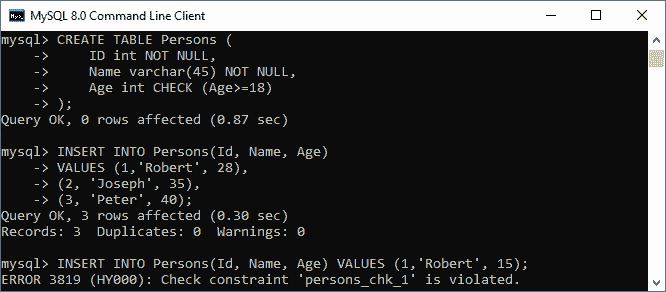 MySQL 8.0 Command Line Client
mysql> CREATE TABLE Persons (
    ->     ID int NOT NULL,
    ->     Name varchar(45) NOT NULL,
    ->     Age int CHECK (Age>=18)
    -> );
Query OK, 0 rows affected (0.87 sec)
mysql> INSERT INTO Persons(Id, Name, Age)
    -> VALUES (1,'Robert', 28),
    -> (2, 'Joseph', 35),
    -> (3, 'Peter', 40);
Query OK, 3 rows affected (0.30 sec)
Records: 3  Duplicates: 0  Warnings: 0
mysql> INSERT INTO Persons(Id, Name, Age) VALUES (1,'Robert', 15);
ERROR 3819 (HY000): Check constraint 'persons_chk_1' is violated.